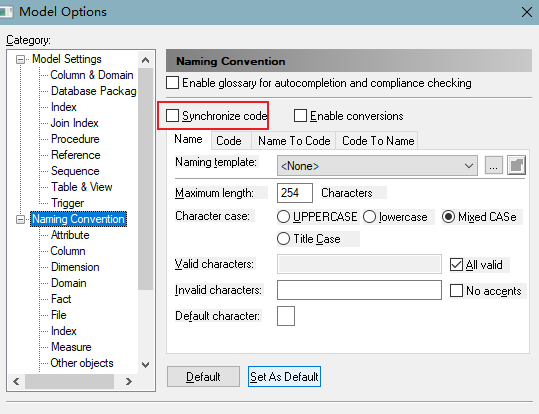 Model Options
Category:
Model Settings
Column & Domain
Database Packag
Index
Join Index
Procedure
Reference
Sequence
Table & View
Trigger
Naming Convention
Attribute
Column
Dimension
Domain
Fact
File
Index
Measure
Other objects
Naming Convention
Enable glossary for autocompletion and compliance checking
Synchronize code
Enable conversions
Name Code Name To Code Code To Name
Naming template: <None> ...
Maximum length: 254 Characters
Character case: UPPERCASE lowercase Mixed CASe
Title Case
Valid characters: All valid
Invalid characters: No accents
Default character:
Default Set As Default